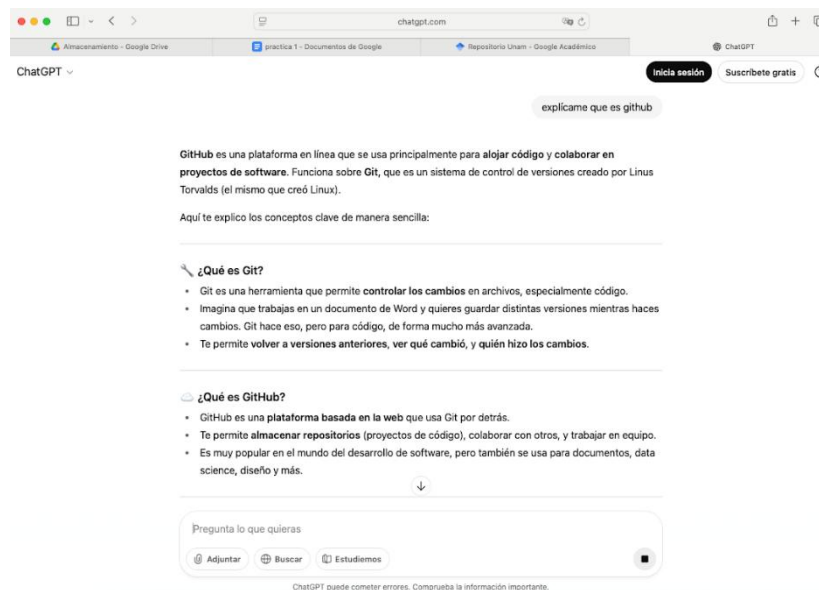 chatgpt.com
Almacenamiento - Google Drive
practica 1 - Documentos de Google
Repositorio Unam - Google Académico
ChatGPT
ChatGPT
Inicia sesión
Suscríbete gratis
explícame que es github
GitHub es una plataforma en línea que se usa principalmente para alojar código y colaborar en
proyectos de software. Funciona sobre Git, que es un sistema de control de versiones creado por Linus
Torvalds (el mismo que creó Linux).
Aquí te explico los conceptos clave de manera sencilla:
¿Qué es Git?
• Git es una herramienta que permite controlar los cambios en archivos, especialmente código.
• Imagina que trabajas en un documento de Word y quieres guardar distintas versiones mientras haces
cambios. Git hace eso, pero para código, de forma mucho más avanzada.
• Te permite volver a versiones anteriores, ver qué cambió, y quién hizo los cambios.
¿Qué es GitHub?
• GitHub es una plataforma basada en la web que usa Git por detrás.
• Te permite almacenar repositorios (proyectos de código), colaborar con otros, y trabajar en equipo.
• Es muy popular en el mundo del desarrollo de software, pero también se usa para documentos, data
science, diseño y más.
Pregunta lo que quieras
Adjuntar
Buscar
Estudiemos
ChatGPT puede cometer errores. Comprueba la información importante.